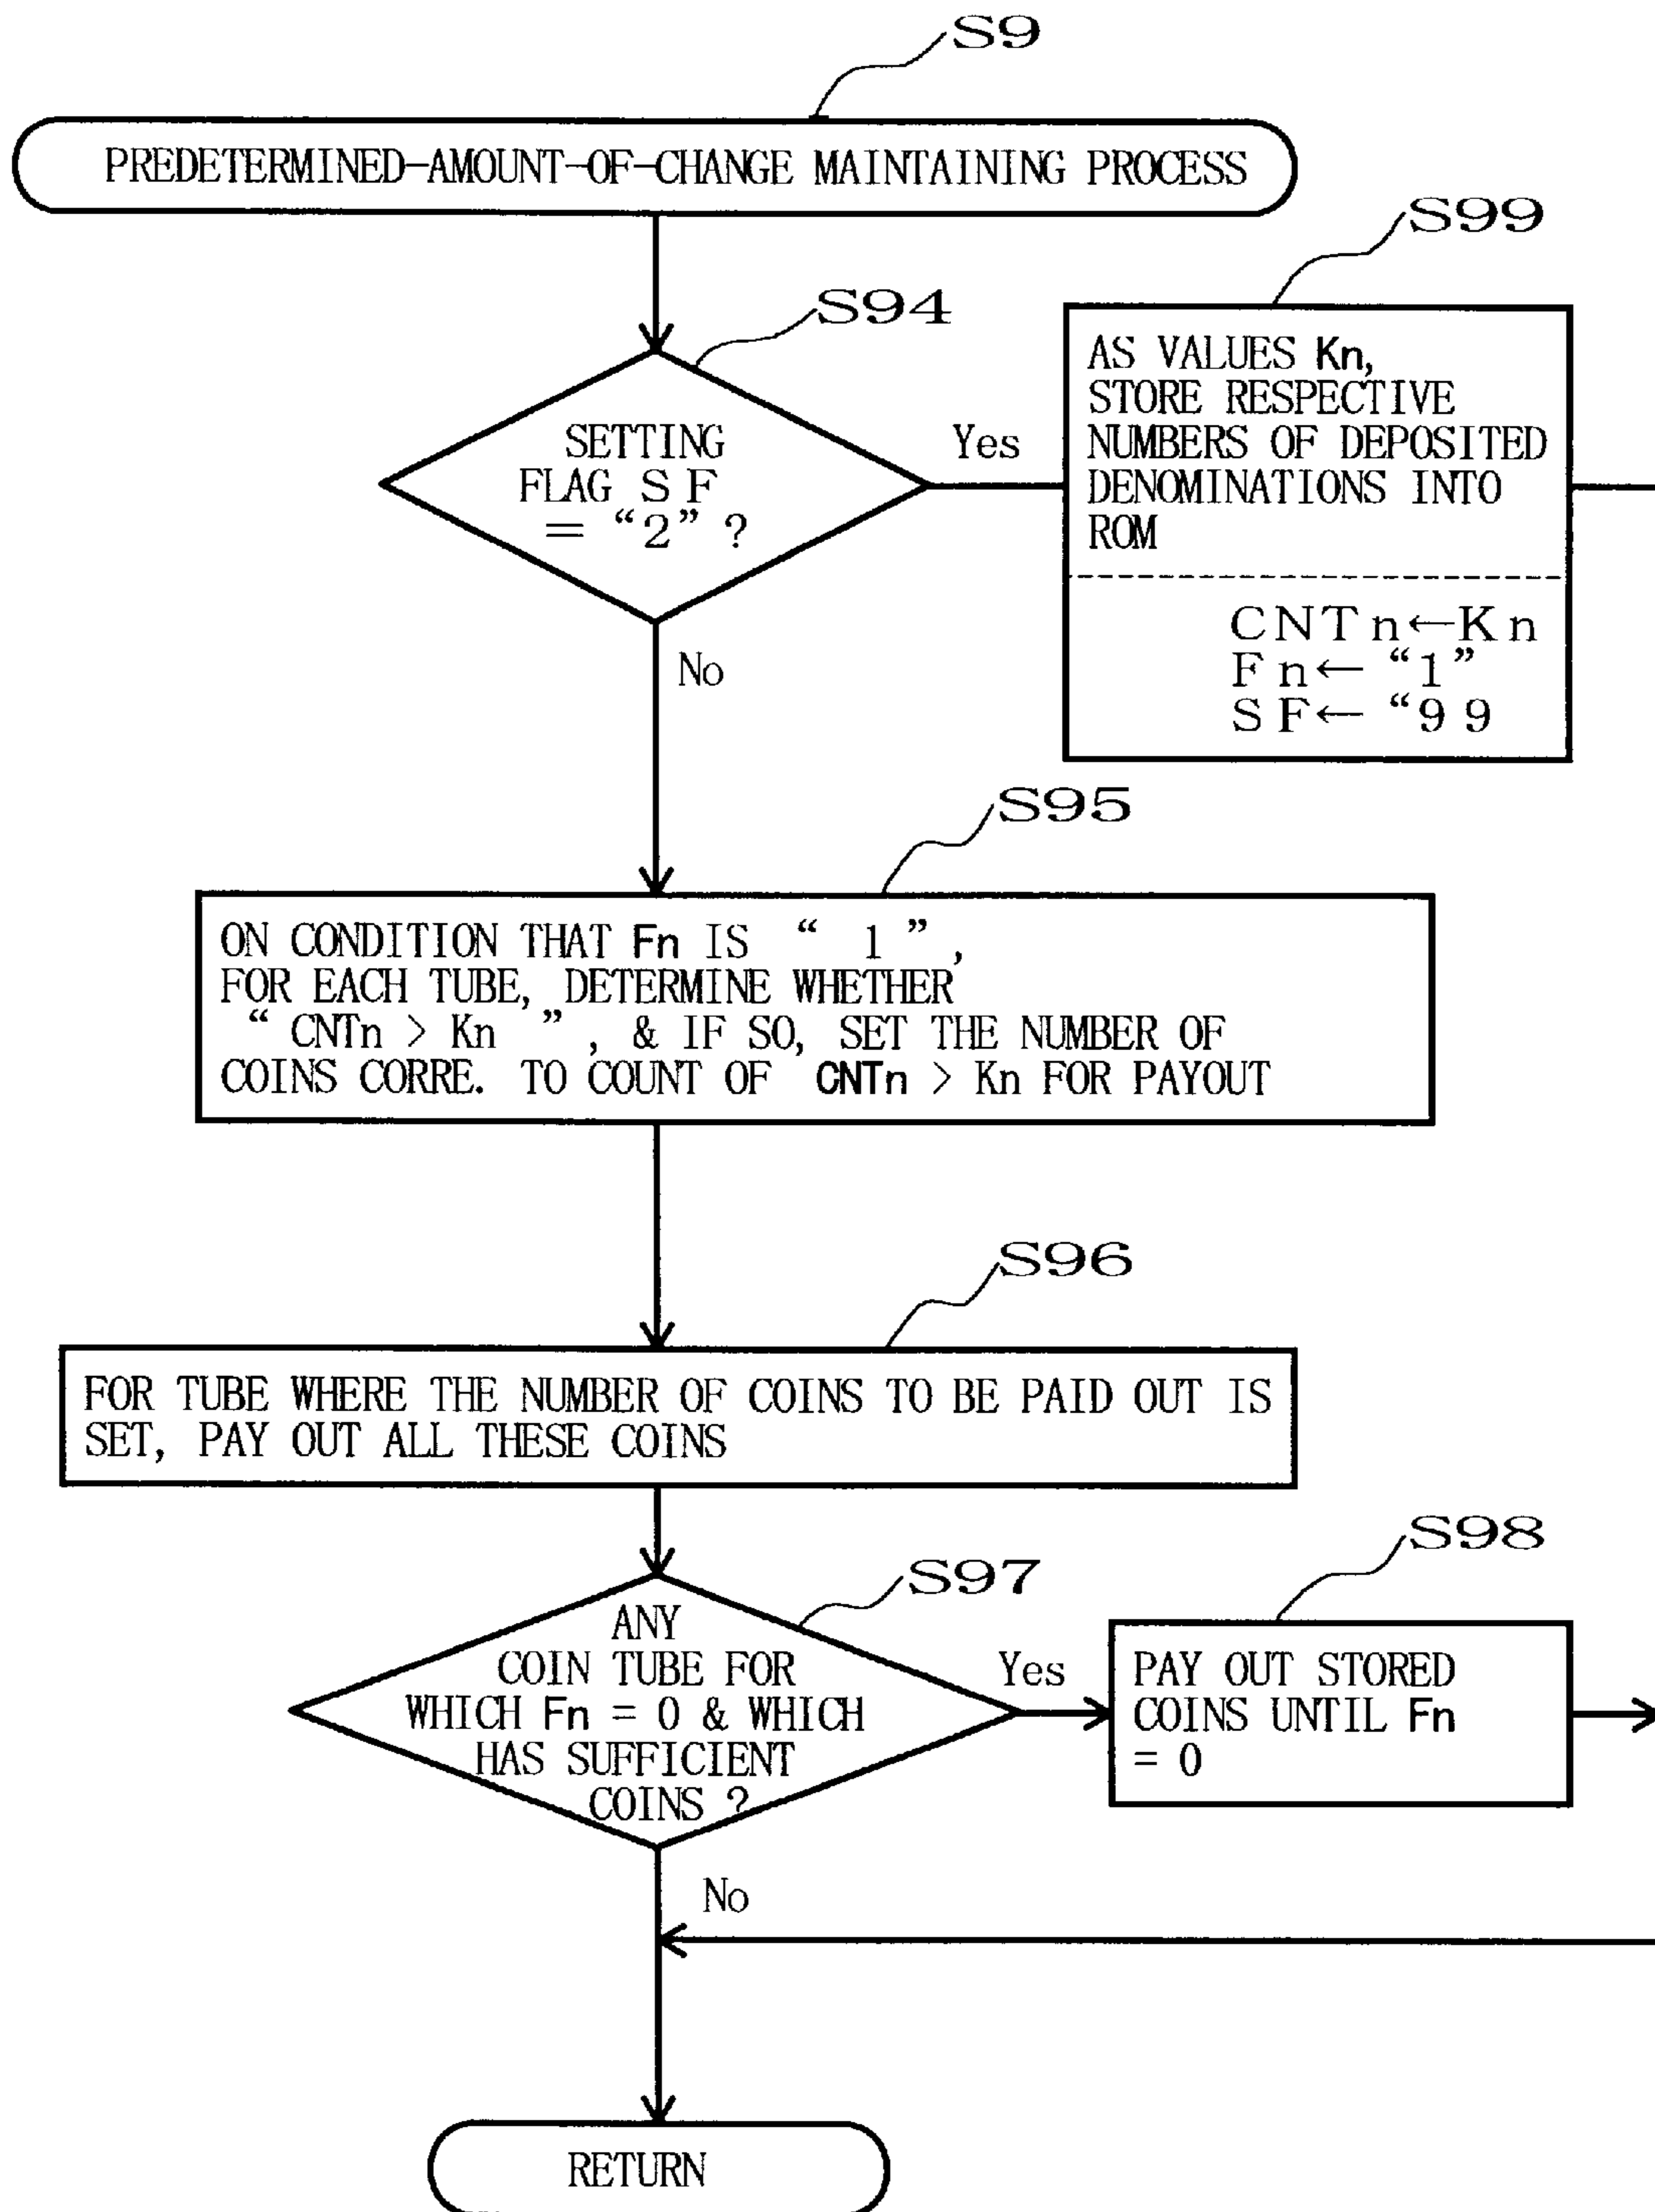 S9
PREDETERMINED-AMOUNT-OF-CHANGE MAINTAINING PROCESS
S94
SETTING
FLAG SF
= “2” ?
Yes
No
S99
AS VALUES Kn,
STORE RESPECTIVE
NUMBERS OF DEPOSITED
DENOMINATIONS INTO
ROM
CNTn←Kn
Fn← “1”
SF← “99
S95
ON CONDITION THAT Fn IS “ 1 ”,
FOR EACH TUBE, DETERMINE WHETHER
“ CNTn > Kn ”, & IF SO, SET THE NUMBER OF
COINS CORRE. TO COUNT OF CNTn > Kn FOR PAYOUT
S96
FOR TUBE WHERE THE NUMBER OF COINS TO BE PAID OUT IS
SET, PAY OUT ALL THESE COINS
S97
ANY
COIN TUBE FOR
WHICH Fn = 0 & WHICH
HAS SUFFICIENT
COINS ?
Yes
No
S98
PAY OUT STORED
COINS UNTIL Fn
= 0
RETURN